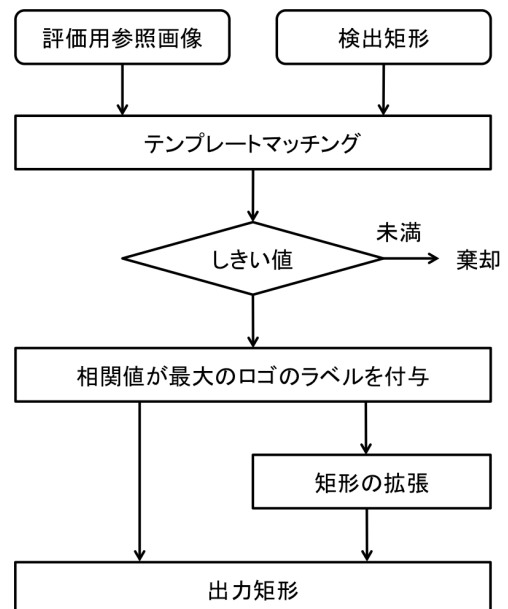 評価用参照画像
検出矩形
テンプレートマッチング
しきい値
未満
棄却
相関値が最大のロゴのラベルを付与
矩形の拡張
出力矩形